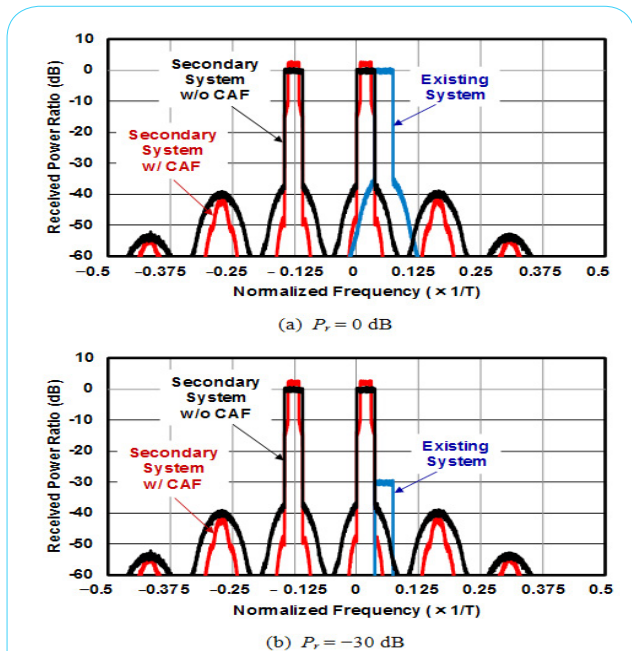 10
0
-10
-20
-30
-40
-50
-60
Received Power Ratio (dB)
Secondary
System
w/o CAF
Existing
System
Secondary
System
w/ CAF
−0.5 −0.375 −0.25 − 0.125 0 0.125 0.25 0.375 0.5
Normalized Frequency ( × 1/T)
(a) Pr = 0 dB
10
0
-10
-20
-30
-40
-50
-60
Received Power Ratio (dB)
Secondary
System
w/o CAF
Existing
System
Secondary
System
w/ CAF
−0.5 −0.375 −0.25 − 0.125 0 0.125 0.25 0.375 0.5
Normalized Frequency ( × 1/T)
(b) Pr = −30 dB